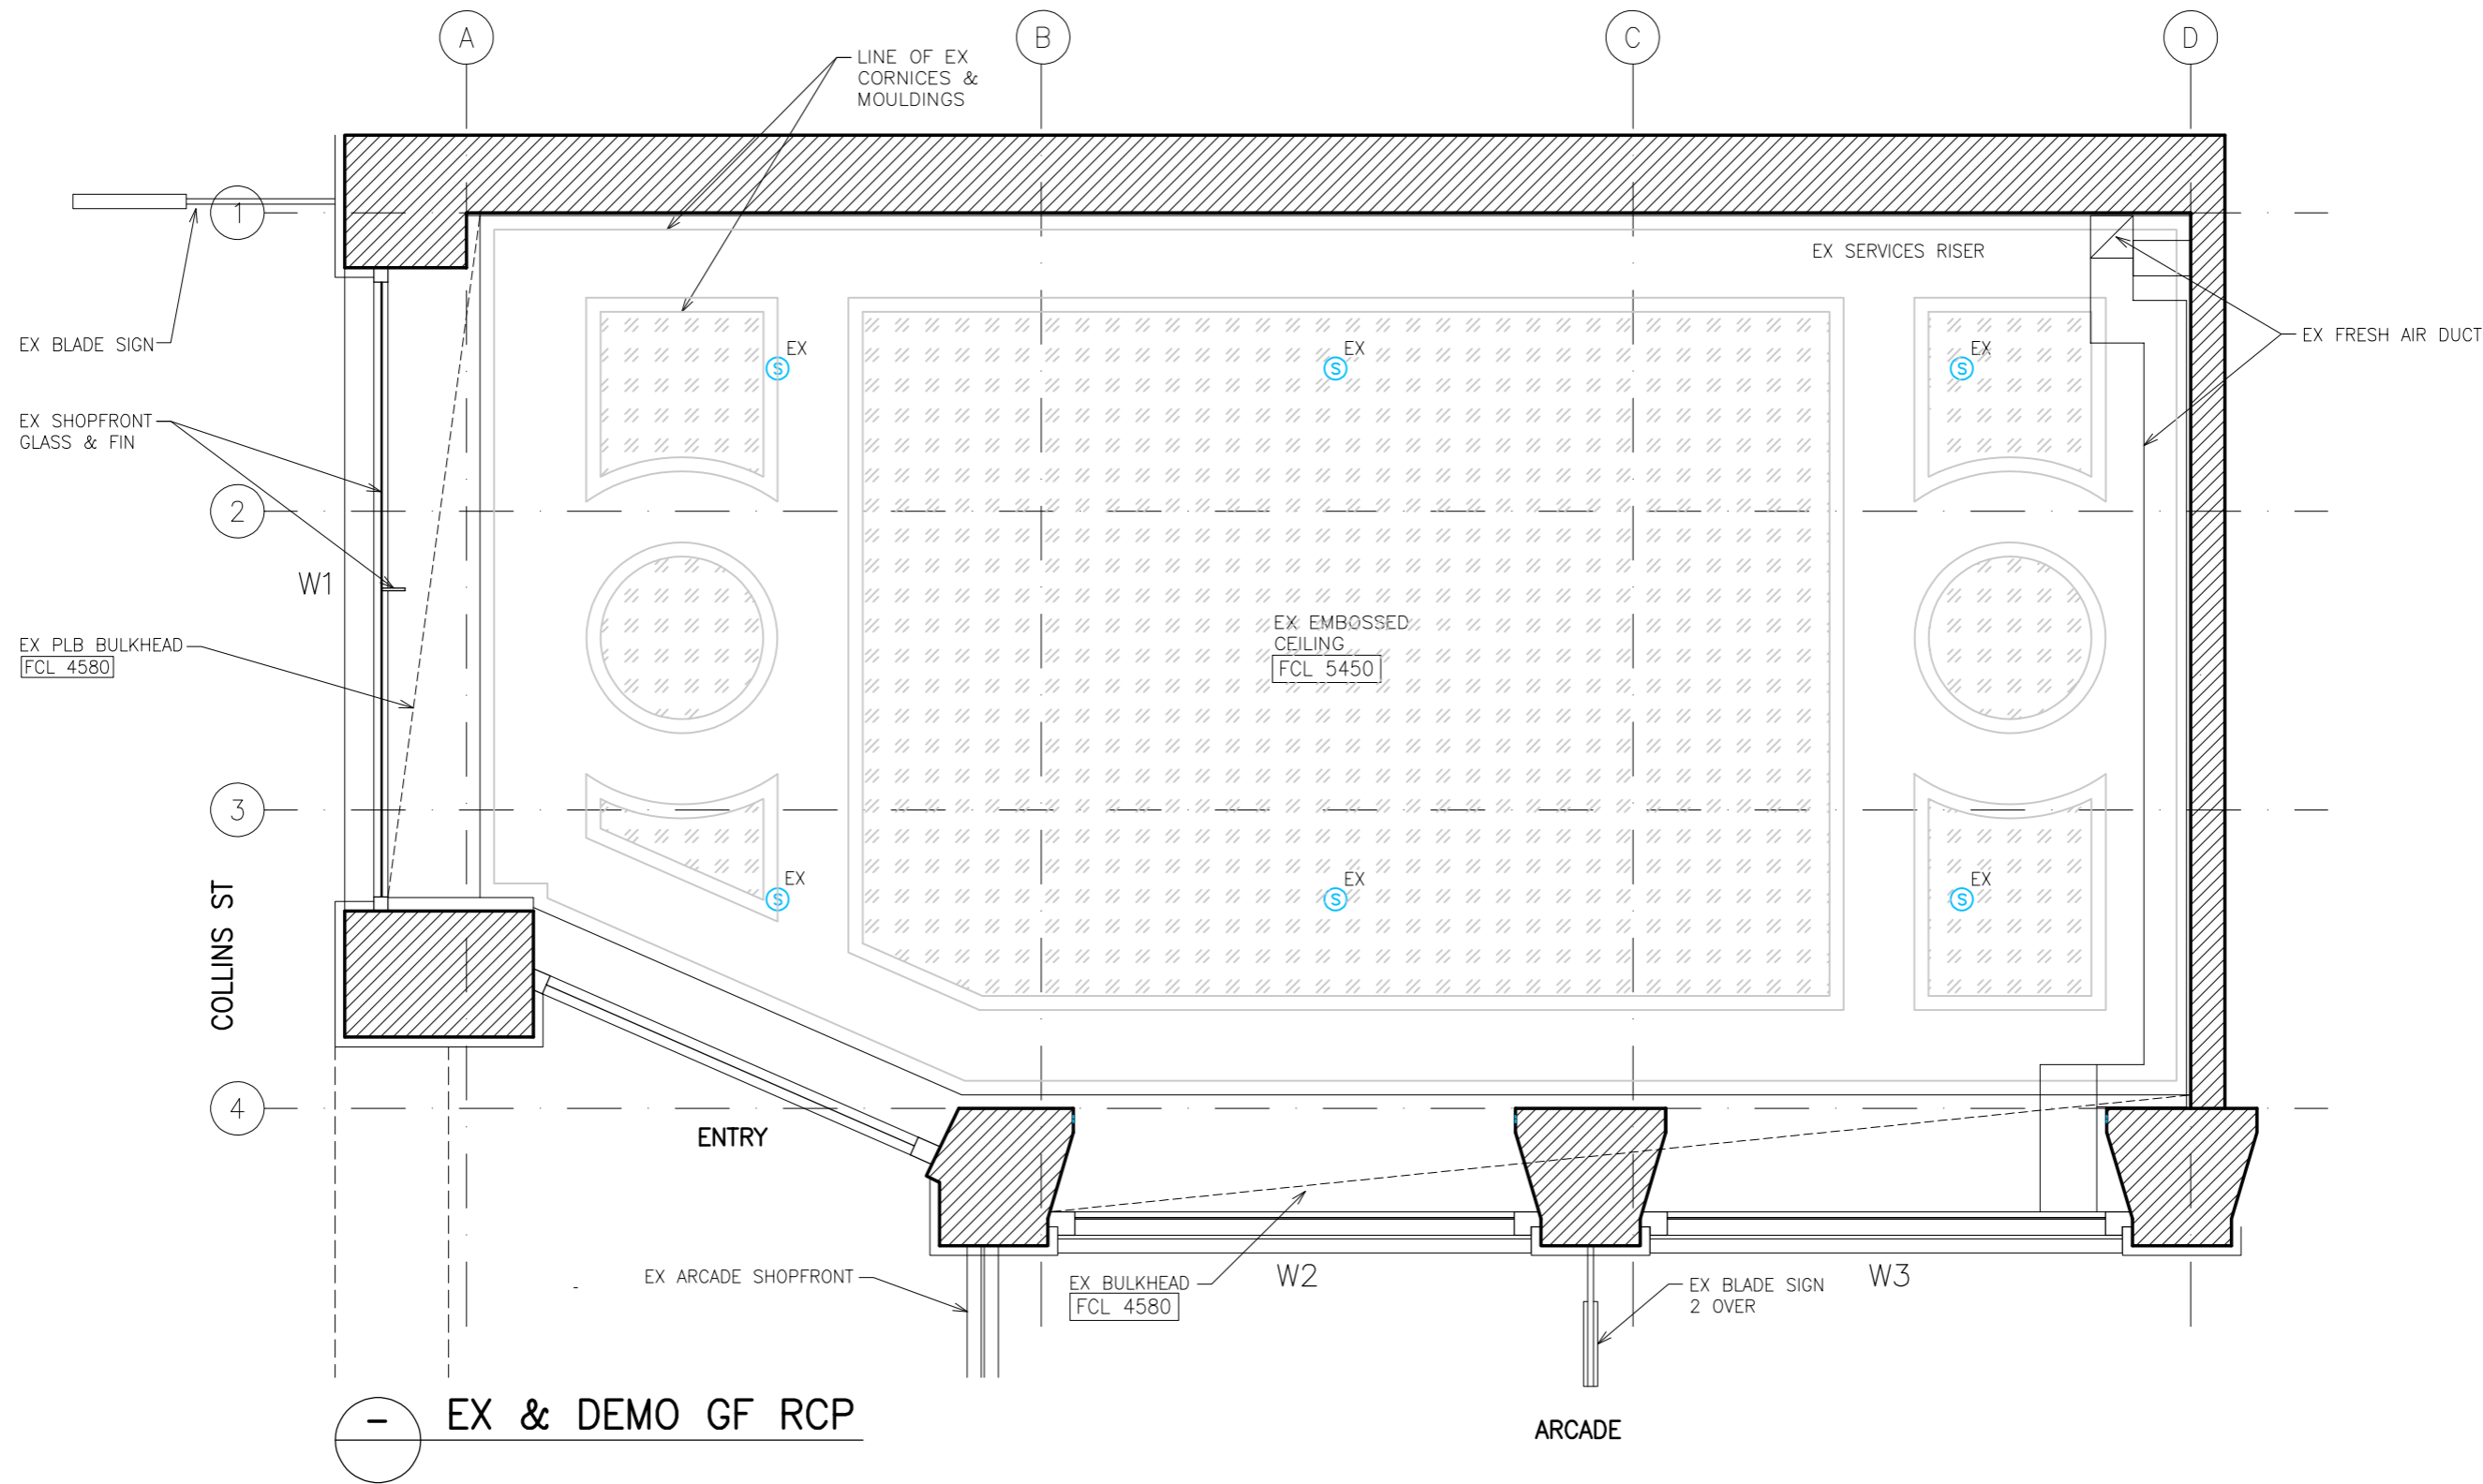 A
B
C
D
LINE OF EX
CORNICES &
MOULDINGS
1
EX SERVICES RISER
EX BLADE SIGN
EX FRESH AIR DUCT
EX
S
EX
S
EX
S
EX SHOPFRONT
GLASS & FIN
2
W1
EX PLB BULKHEAD
FCL 4580
EX EMBOSSED
CEILING
FCL 5450
3
EX
S
EX
S
EX
S
COLLINS ST
4
ENTRY
EX ARCADE SHOPFRONT
EX BULKHEAD
FCL 4580
W2
EX BLADE SIGN
2 OVER
W3
- EX & DEMO GF RCP
ARCADE